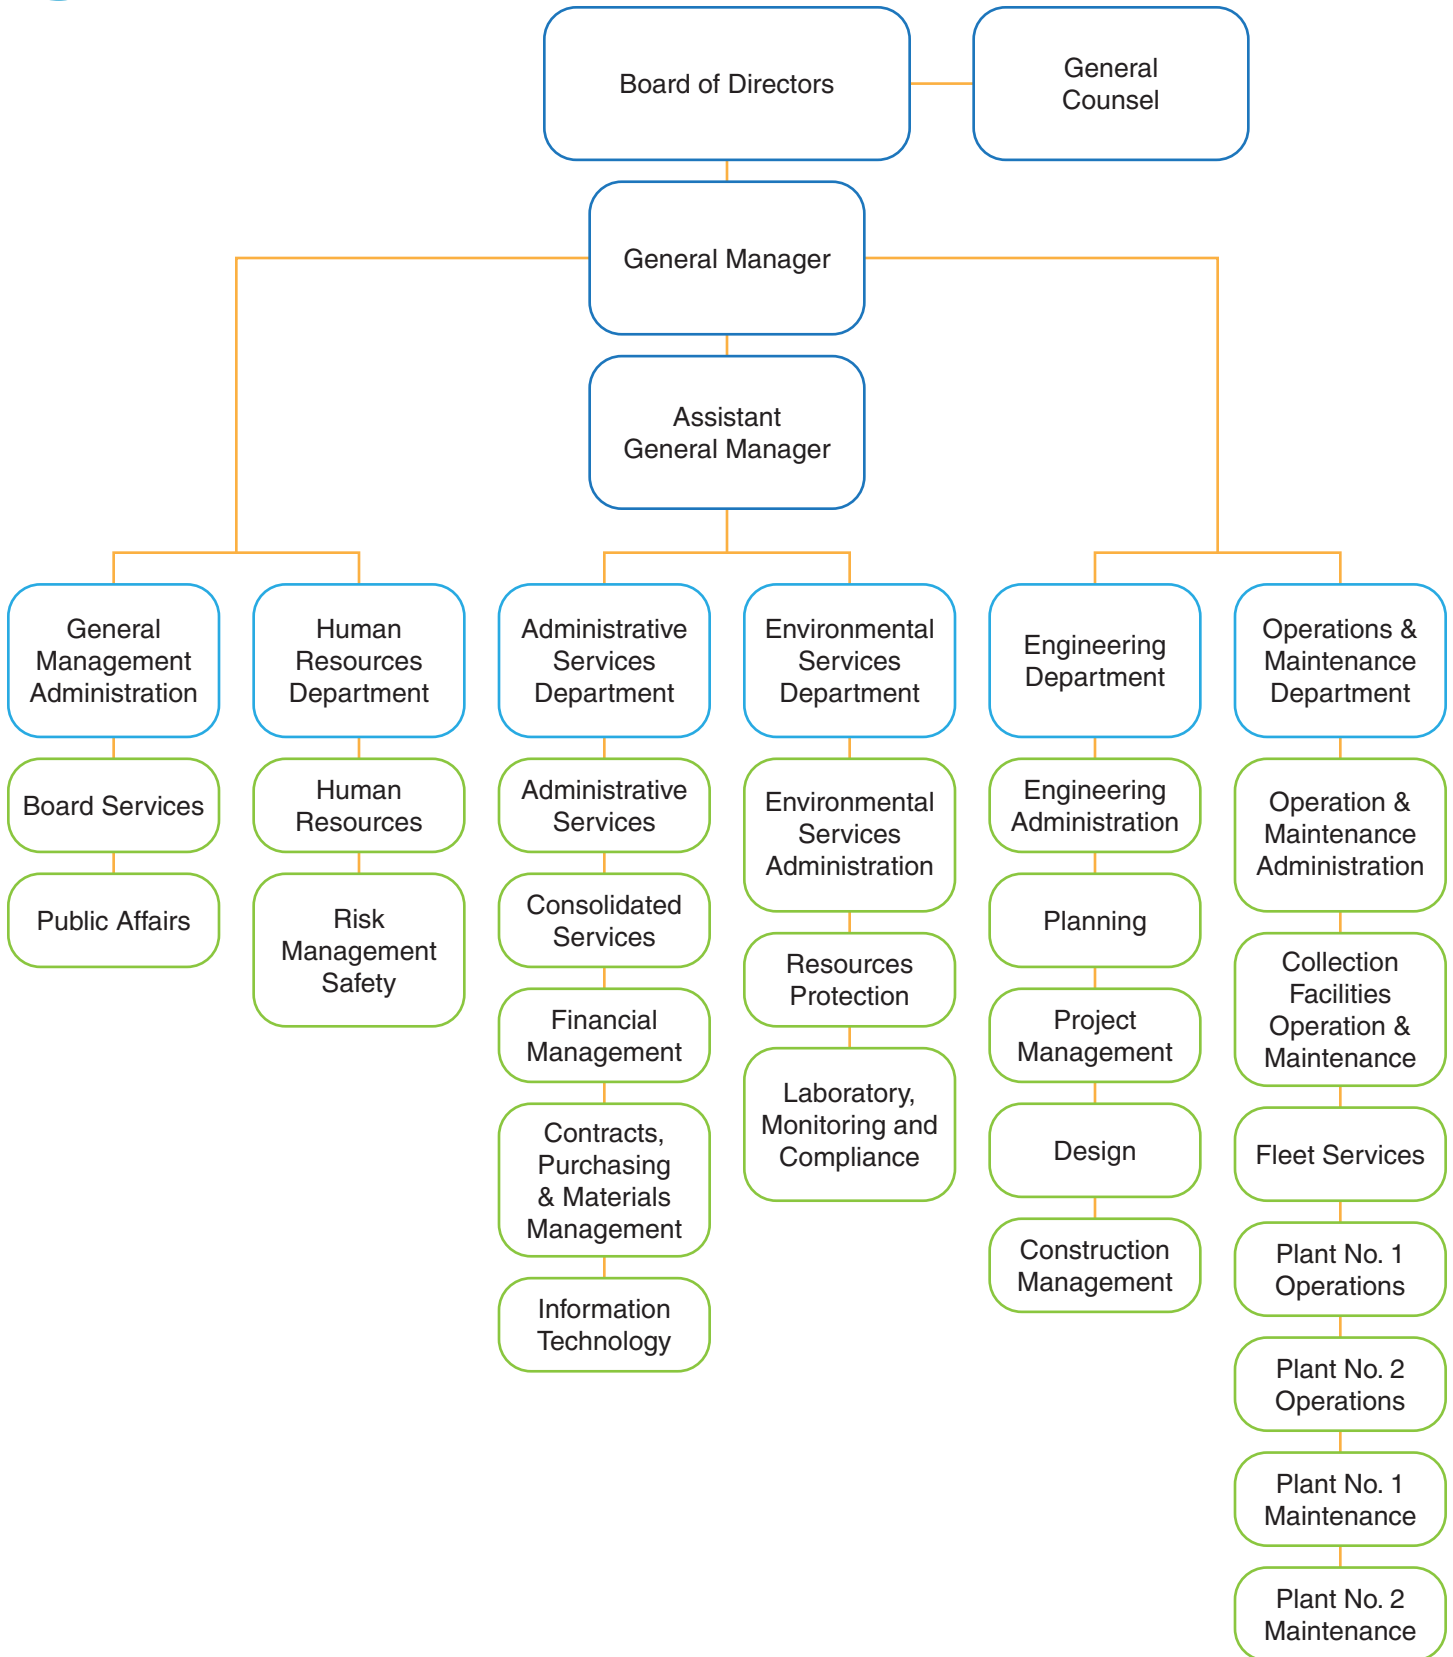 Board of Directors
General
Counsel
General Manager
Assistant
General Manager
General
Management
Administration
Human
Resources
Department
Administrative
Services
Department
Environmental
Services
Department
Engineering
Department
Operations &
Maintenance
Department
Board Services
Public Affairs
Human
Resources
Risk
Management
Safety
Administrative
Services
Consolidated
Services
Financial
Management
Contracts,
Purchasing
& Materials
Management
Information
Technology
Environmental
Services
Administration
Resources
Protection
Laboratory,
Monitoring and
Compliance
Engineering
Administration
Planning
Project
Management
Design
Construction
Management
Operation &
Maintenance
Administration
Collection
Facilities
Operation &
Maintenance
Fleet Services
Plant No. 1
Operations
Plant No. 2
Operations
Plant No. 1
Maintenance
Plant No. 2
Maintenance